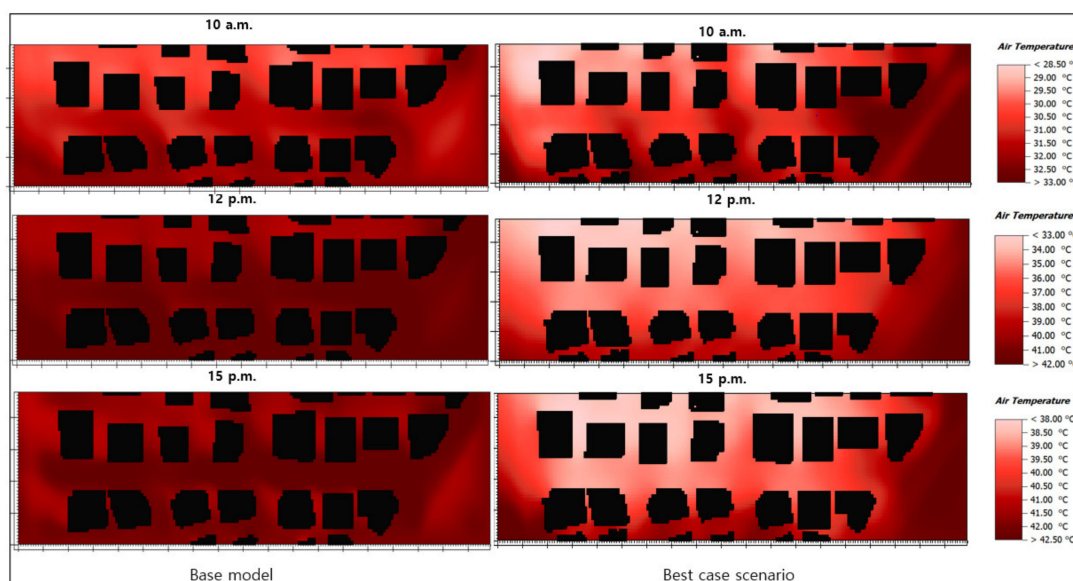 10 a.m.
10 a.m.
Air Temperature
< 28.50 °C
29.00 °C
29.50 °C
30.00 °C
30.50 °C
31.00 °C
31.50 °C
32.00 °C
32.50 °C
> 33.00 °C
12 p.m.
12 p.m.
Air Temperature
< 33.00 °C
34.00 °C
35.00 °C
36.00 °C
37.00 °C
38.00 °C
39.00 °C
40.00 °C
41.00 °C
> 42.00 °C
15 p.m.
15 p.m.
Air Temperature
< 38.00 °C
38.50 °C
39.00 °C
39.50 °C
40.00 °C
40.50 °C
41.00 °C
41.50 °C
42.00 °C
> 42.50 °C
Base model
Best case scenario